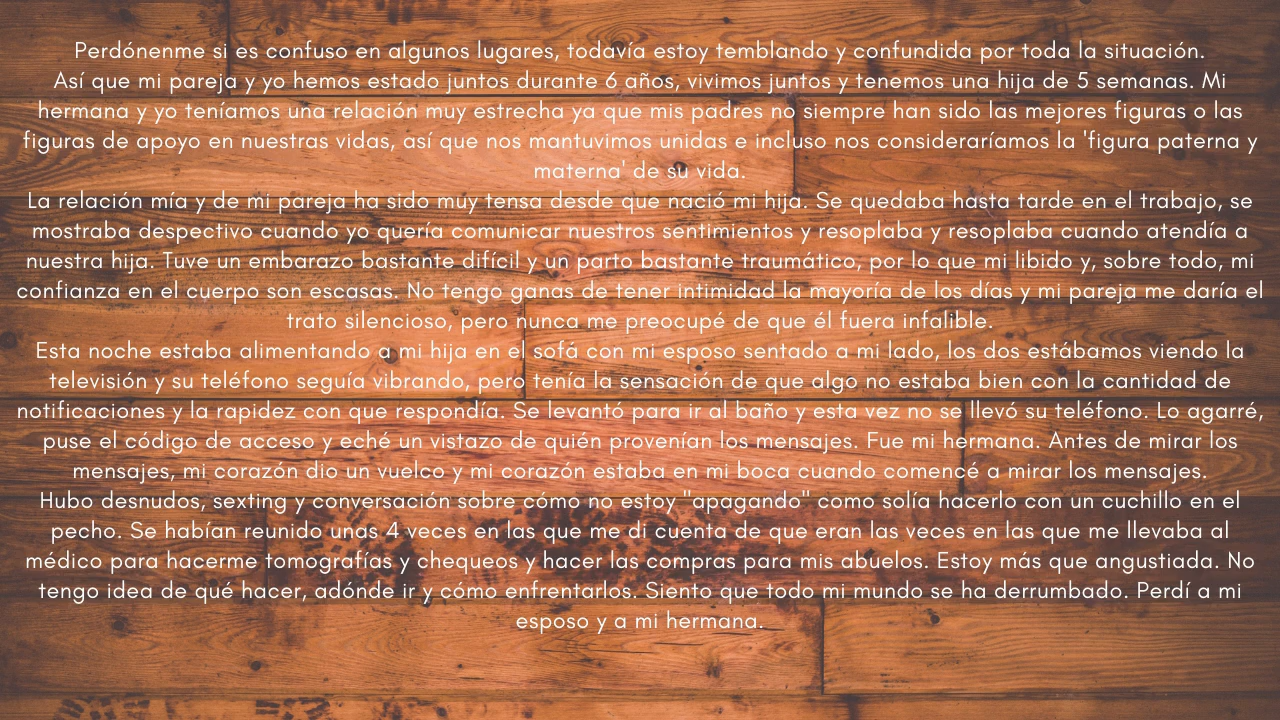 Perdónenme si es confuso en algunos lugares, todavía estoy temblando y confundida por toda la situación.
Así que mi pareja y yo hemos estado juntos durante 6 años, vivimos juntos y tenemos una hija de 5 semanas. Mi
hermana y yo teníamos una relación muy estrecha ya que mis padres no siempre han sido las mejores figuras o las
figuras de apoyo en nuestras vidas, así que nos mantuvimos unidas e incluso nos consideraríamos la 'figura paterna y
materna' de su vida.
La relación mía y de mi pareja ha sido muy tensa desde que nació mi hija. Se quedaba hasta tarde en el trabajo, se
mostraba despectivo cuando yo quería comunicar nuestros sentimientos y resoplaba y resoplaba cuando atendía a
nuestra hija. Tuve un embarazo bastante difícil y un parto bastante traumático, por lo que mi libido y, sobre todo, mi
confianza en el cuerpo son escasas. No tengo ganas de tener intimidad la mayoría de los días y mi pareja me daría el
trato silencioso, pero nunca me preocupé de que él fuera infalible.
Esta noche estaba alimentando a mi hija en el sofá con mi esposo sentado a mi lado, los dos estábamos viendo la
televisión y su teléfono seguía vibrando, pero tenía la sensación de que algo no estaba bien con la cantidad de
notificaciones y la rapidez con que respondía. Se levantó para ir al baño y esta vez no se llevó su teléfono. Lo agarré,
puse el código de acceso y eché un vistazo de quién provenían los mensajes. Fue mi hermana. Antes de mirar los
mensajes, mi corazón dio un vuelco y mi corazón estaba en mi boca cuando comencé a mirar los mensajes.
Hubo desnudos, sexting y conversación sobre cómo no estoy "apagando" como solía hacerlo con un cuchillo en el
pecho. Se habían reunido unas 4 veces en las que me di cuenta de que eran las veces en las que me llevaba al
médico para hacerme tomografías y chequeos y hacer las compras para mis abuelos. Estoy más que angustiada. No
tengo idea de qué hacer, adónde ir y cómo enfrentarlos. Siento que todo mi mundo se ha derrumbado. Perdí a mi
esposo y a mi hermana.